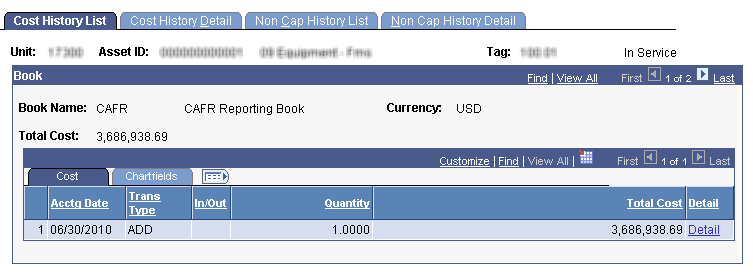 Cost History List Cost History Detail Non Cap History List Non Cap History Detail
Unit: Asset ID: Tag: In Service
Book Find | View All First 1 of 2 Last
Book Name: CAFR CAFR Reporting Book Currency: USD
Total Cost: 3,686,938.69
Customize | Find | View All | First 1 of 1 Last
Cost Chartfields
Acctg Date Trans Type In/Out Quantity Total Cost Detail
1 06/30/2010 ADD 1.0000 3,686,938.69 Detail